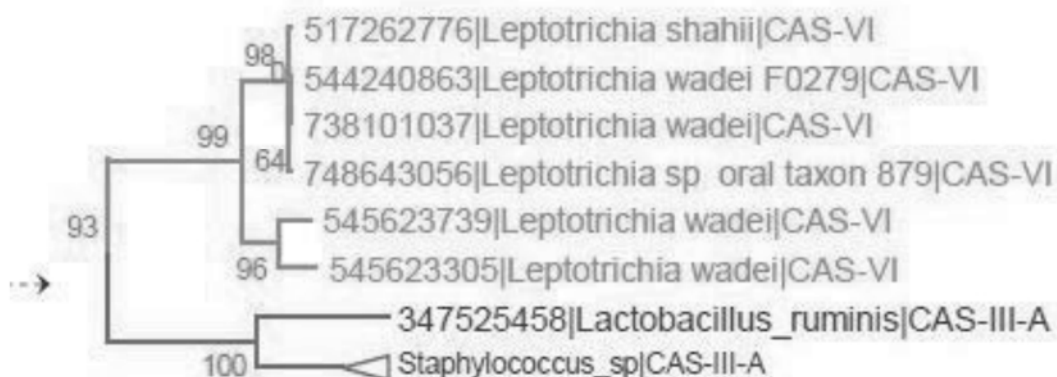 517262776|Leptotrichia shahii|CAS-VI
98
544240863|Leptotrichia wadei F0279|CAS-VI
738101037|Leptotrichia wadei|CAS-VI
99
64
748643056|Leptotrichia sp oral taxon 879|CAS-VI
545623739|Leptotrichia wadei|CAS-VI
93
96
545623305|Leptotrichia wadei|CAS-VI
347525458|Lactobacillus_ruminis|CAS-III-A
100
Staphylococcus_sp|CAS-III-A